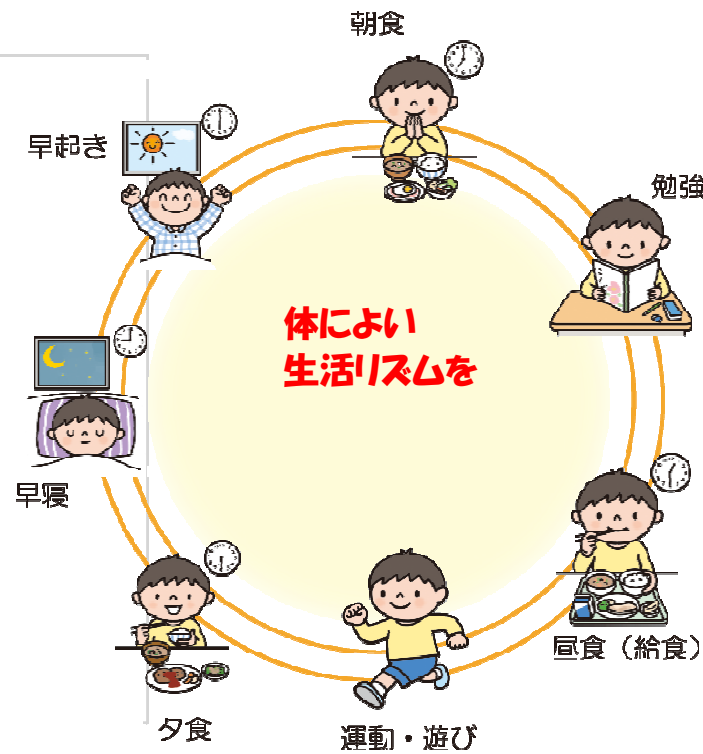 朝食
早起き
勉強
体によい
生活リズムを
早寝
昼食（給食）
夕食
運動・遊び